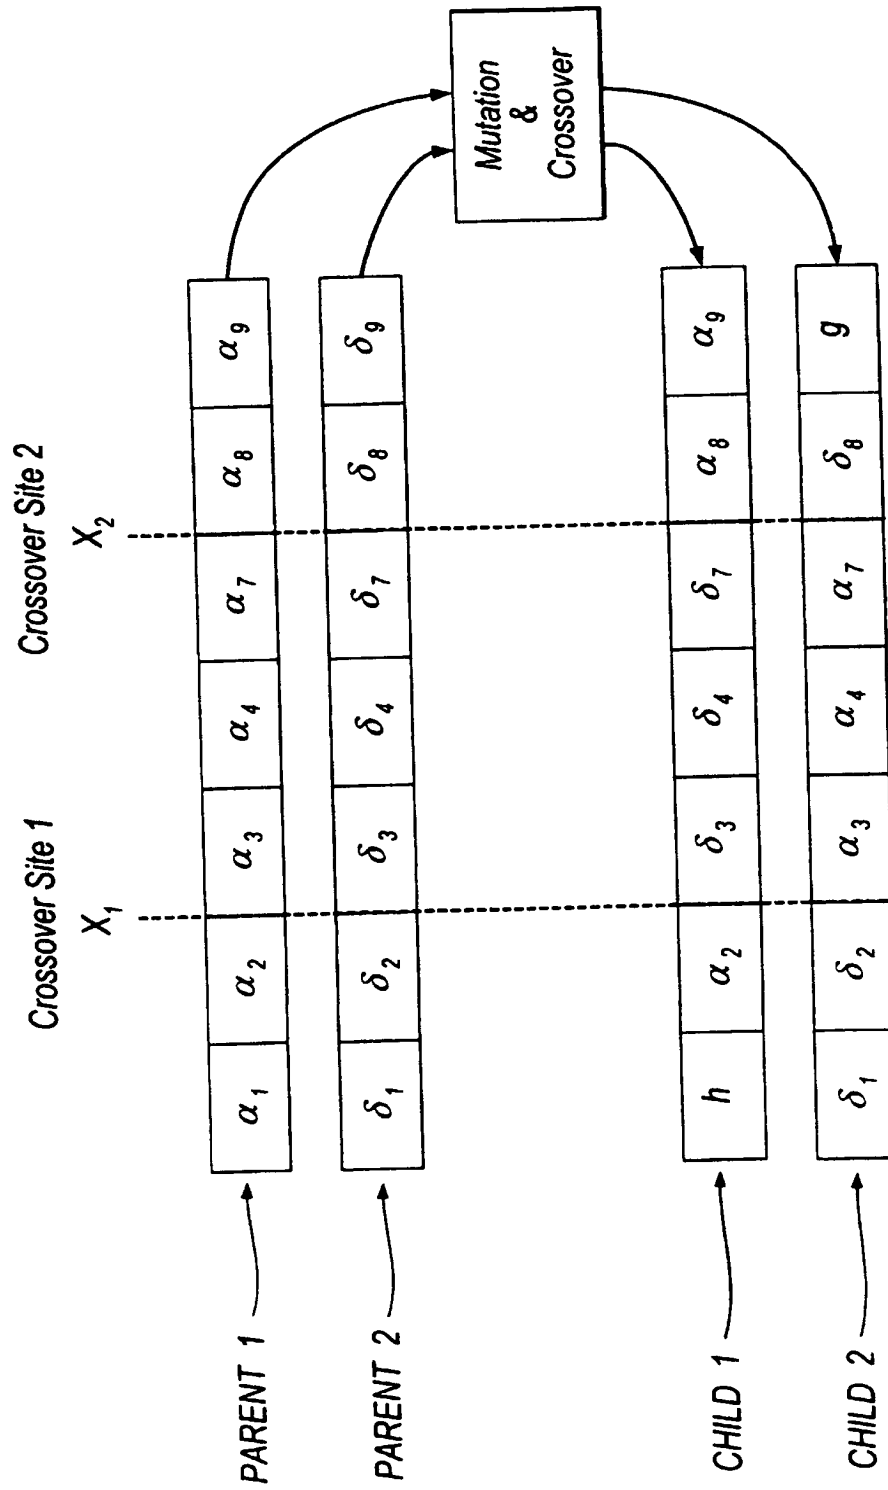 Crossover Site 1 Crossover Site 2
X₁ X₂
PARENT 1 α₁ α₂ α₃ α₄ α₇ α₈ α₉
PARENT 2 δ₁ δ₂ δ₃ δ₄ δ₇ δ₈ δ₉
Mutation
&
Crossover
CHILD 1 h α₂ δ₃ δ₄ δ₇ α₈ α₉
CHILD 2 δ₁ δ₂ α₃ α₄ α₇ δ₈ g